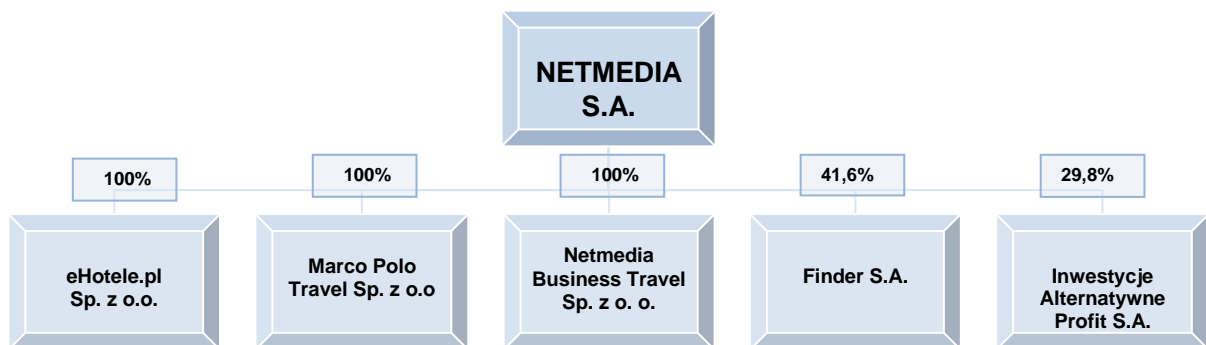 NETMEDIA
S.A.
100%
100%
100%
41,6%
29,8%
eHotele.pl
Sp. z o.o.
Marco Polo
Travel Sp. z o.o
Netmedia
Business Travel
Sp. z o. o.
Finder S.A.
Inwestycje
Alternatywne
Profit S.A.